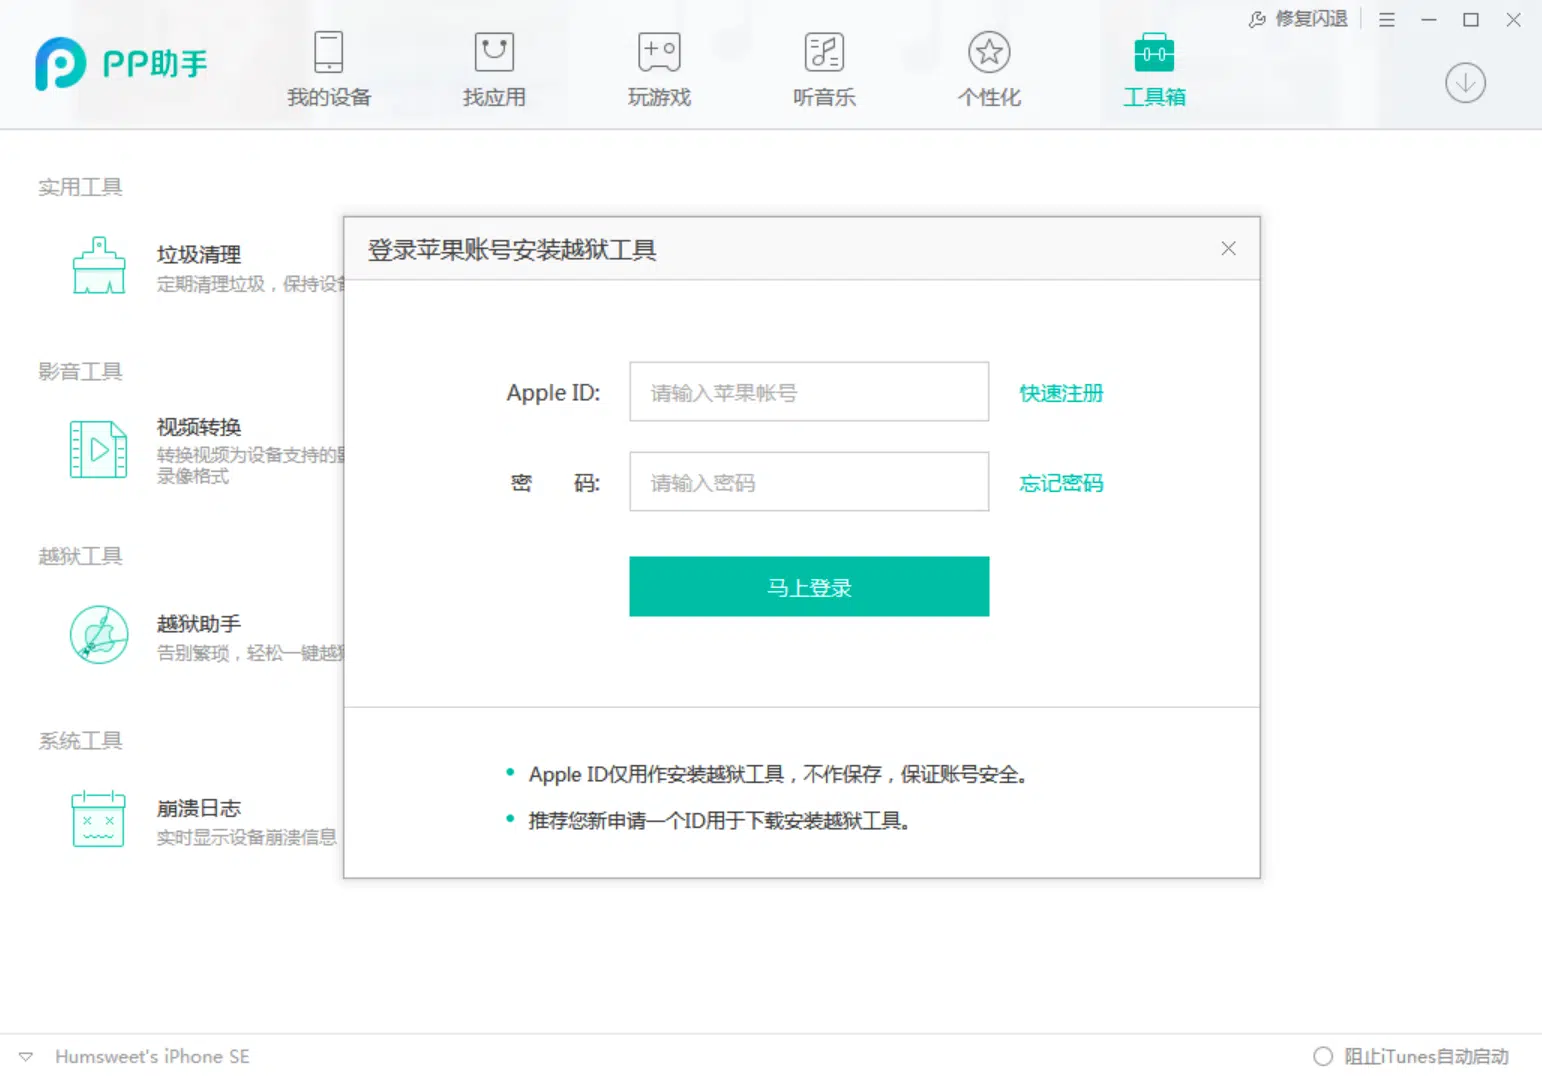 修复闪退
PP助手
我的设备
找应用
玩游戏
听音乐
个性化
工具箱
实用工具
垃圾清理
定期清理垃圾，保持设
影音工具
视频转换
转换视频为设备支持的
录像格式
越狱工具
越狱助手
告别繁琐，轻松一键越
系统工具
崩溃日志
实时显示设备崩溃信息
登录苹果账号安装越狱工具
Apple ID:
请输入苹果帐号
快速注册
密 码:
请输入密码
忘记密码
马上登录
Apple ID仅用作安装越狱工具，不作保存，保证账号安全。
推荐您新申请一个ID用于下载安装越狱工具。
Humsweet's iPhone SE
阻止iTunes自动启动